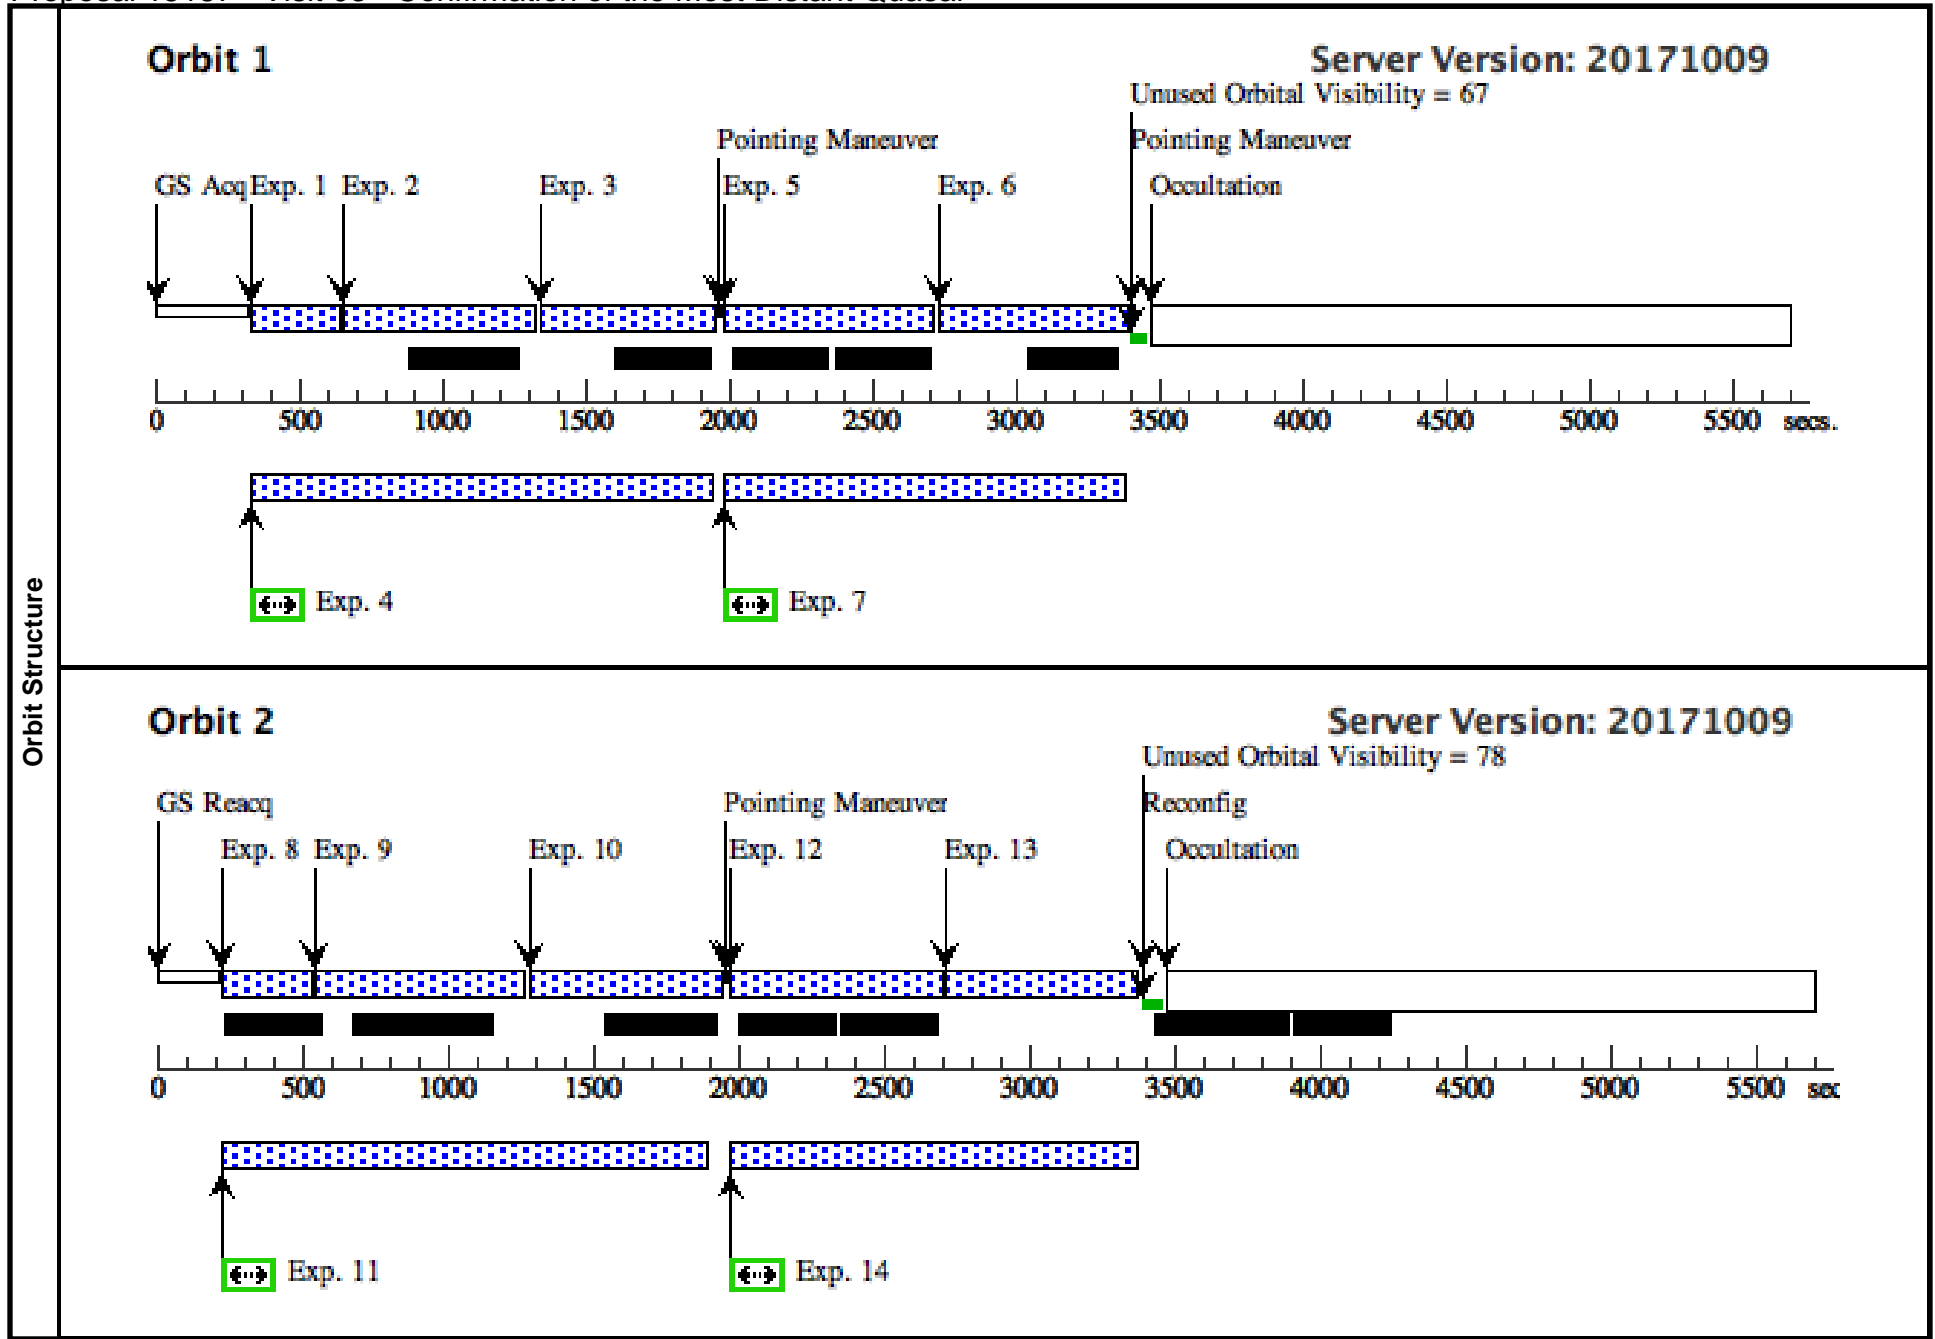 Orbit Structure
Orbit 1
Server Version: 20171009
Unused Orbital Visibility = 67
Pointing Maneuver
Pointing Maneuver
GS Acq
Exp. 1
Exp. 2
Exp. 3
Exp. 5
Exp. 6
Occultation
0 500 1000 1500 2000 2500 3000 3500 4000 4500 5000 5500 secs.
Exp. 4
Exp. 7
Orbit 2
Server Version: 20171009
Unused Orbital Visibility = 78
GS Reacq
Pointing Maneuver
Reconfig
Exp. 8
Exp. 9
Exp. 10
Exp. 12
Exp. 13
Occultation
0 500 1000 1500 2000 2500 3000 3500 4000 4500 5000 5500 sec
Exp. 11
Exp. 14